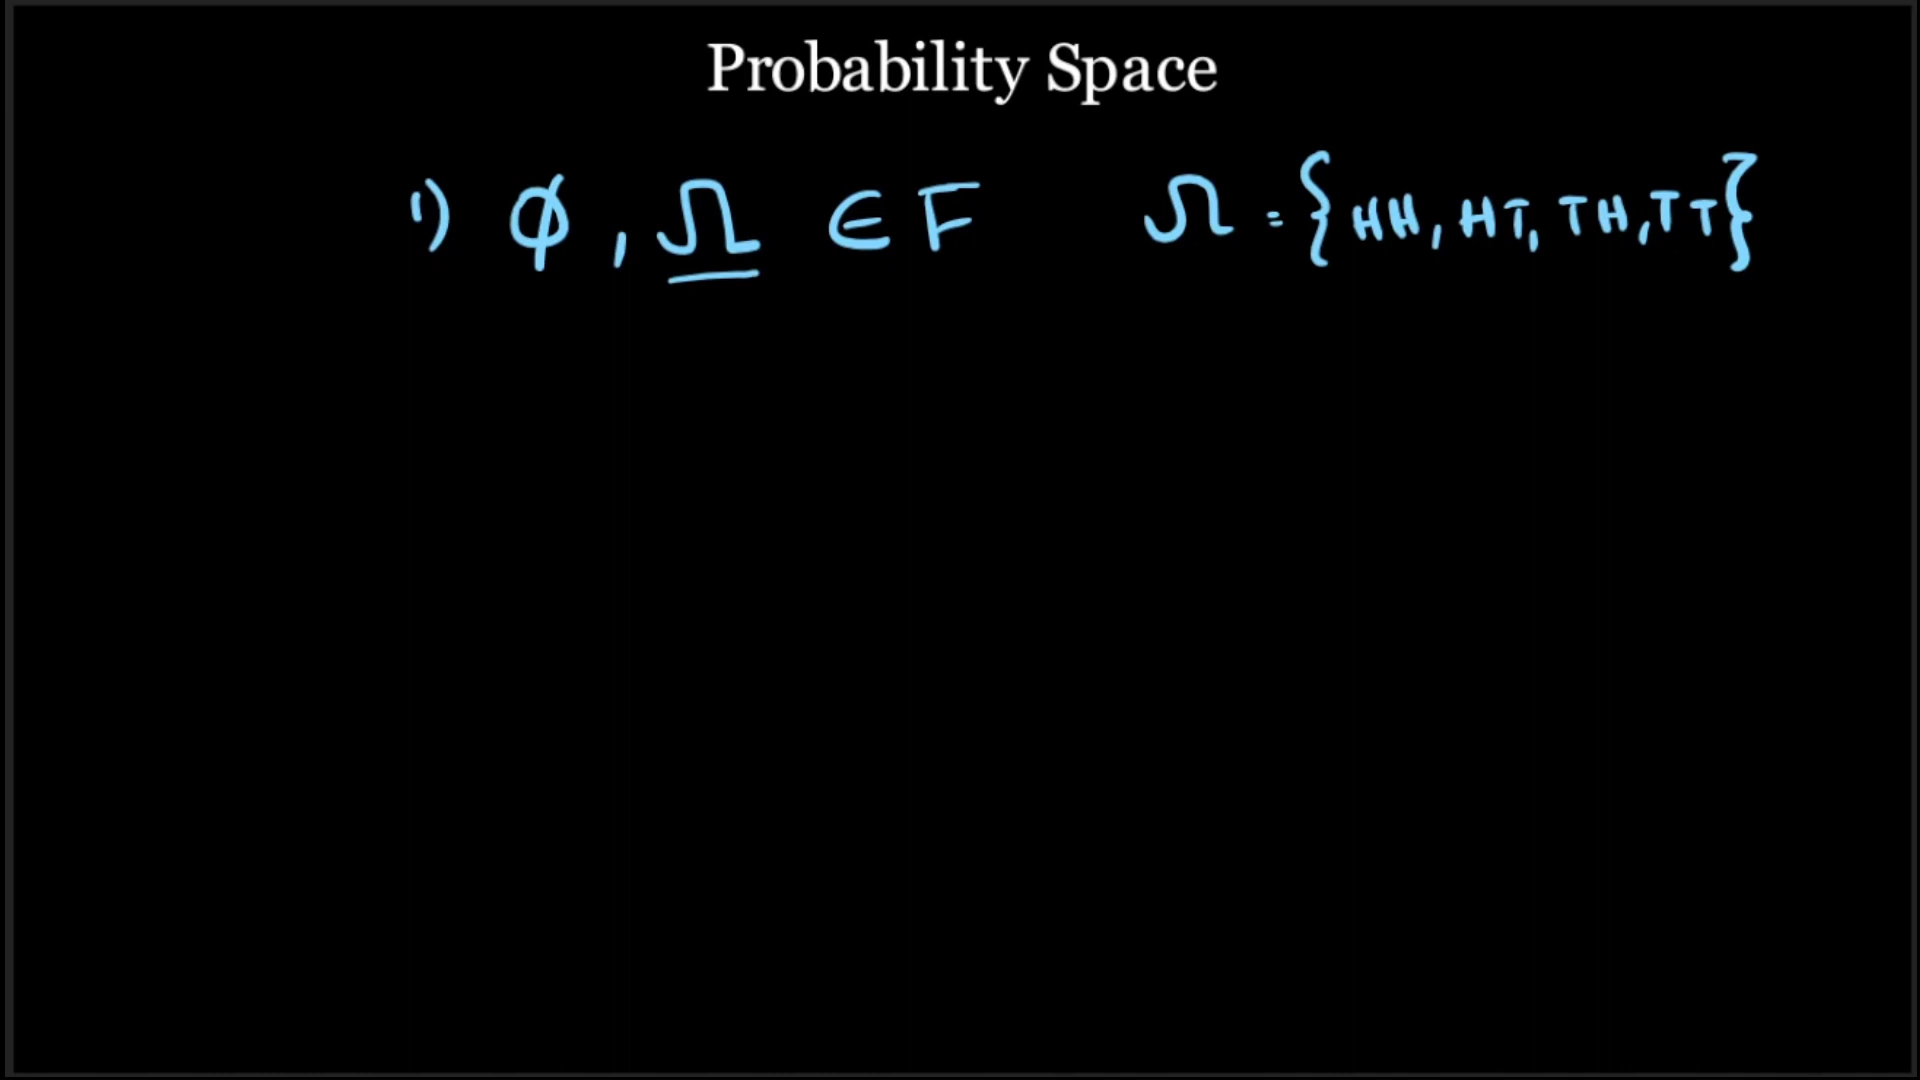 Probability Space
1) ϕ, Ω ∈ F Ω = {HH, HT, TH, TT}